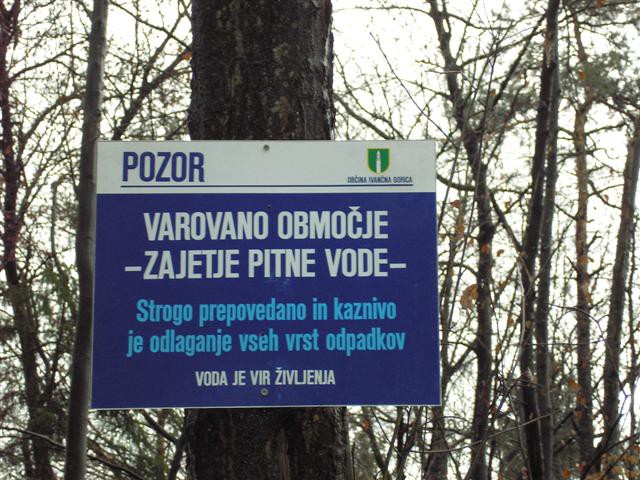 POZOR
OBČINA IVANČNA GORICA
VAROVANO OBMOČJE
–ZAJETJE PITNE VODE–
Strogo prepovedano in kaznivo
je odlaganje vseh vrst odpadkov
VODA JE VIR ŽIVLJENJA